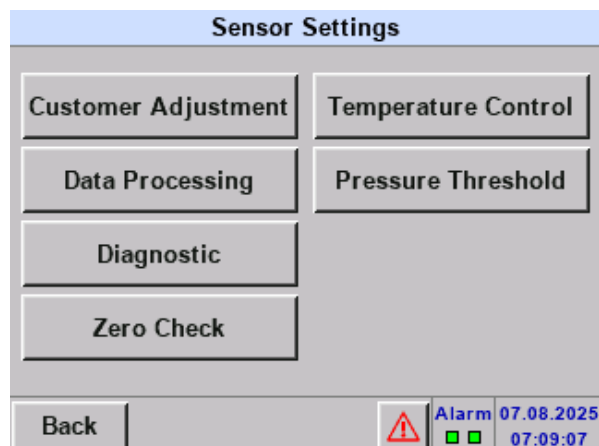 Sensor Settings
Customer Adjustment
Temperature Control
Data Processing
Pressure Threshold
Diagnostic
Zero Check
Back
Alarm
07.08.2025
07:09:07